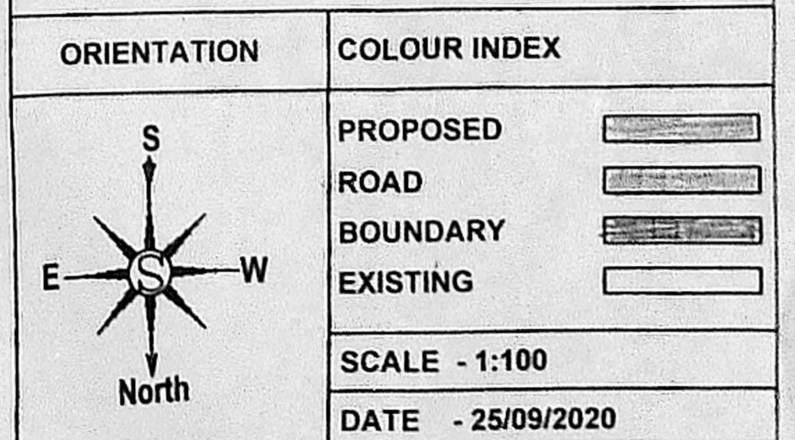 ORIENTATION
COLOUR INDEX
S
E
S
W
North
PROPOSED
ROAD
BOUNDARY
EXISTING
SCALE - 1:100
DATE - 25/09/2020